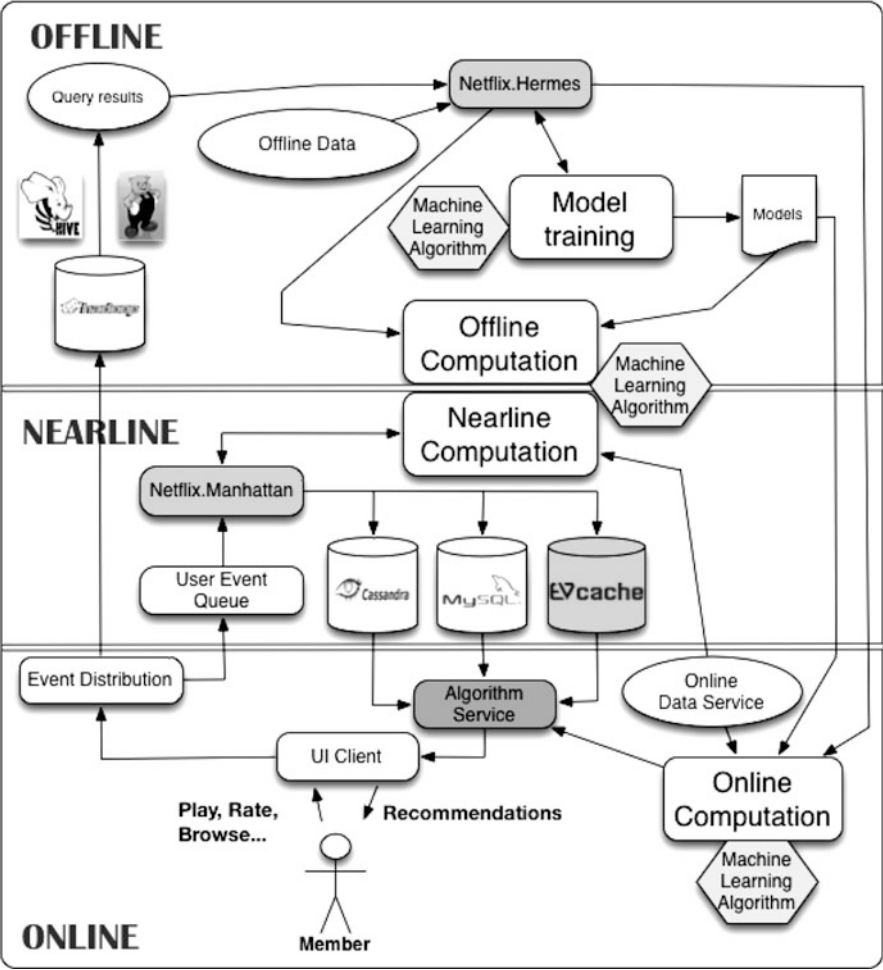 OFFLINE
Query results
Netflix.Hermes
Offline Data
HIVE
Machine
Learning
Algorithm
Model
training
Models
Offline
Computation
Machine
Learning
Algorithm
NEARLINE
Nearline
Computation
Netflix.Manhattan
User Event
Queue
Cassandra
MySQL
EVcache
Event Distribution
Algorithm
Service
Online
Data Service
UI Client
Play, Rate,
Browse...
Recommendations
Online
Computation
Machine
Learning
Algorithm
Member
ONLINE